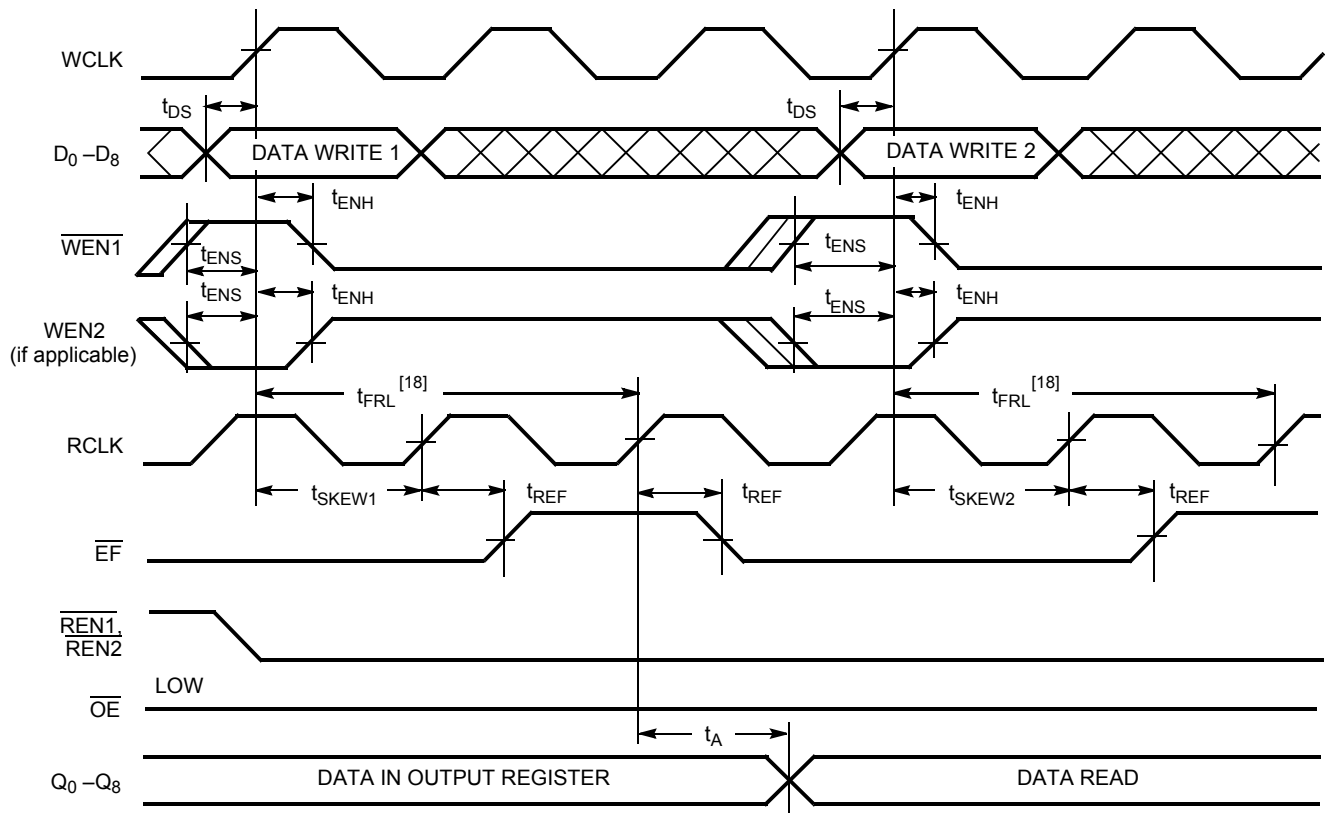 WCLK
tDS
tDS
D0 –D8
DATA WRITE 1
DATA WRITE 2
tENH
tENH
WEN1
tENS
tENS
tENS
tENH
tENS
tENH
WEN2
(if applicable)
tFRL [18]
tFRL [18]
RCLK
tSKEW1
tREF
tREF
tSKEW2
tREF
EF
REN1,
REN2
LOW
OE
tA
Q0 –Q8
DATA IN OUTPUT REGISTER
DATA READ